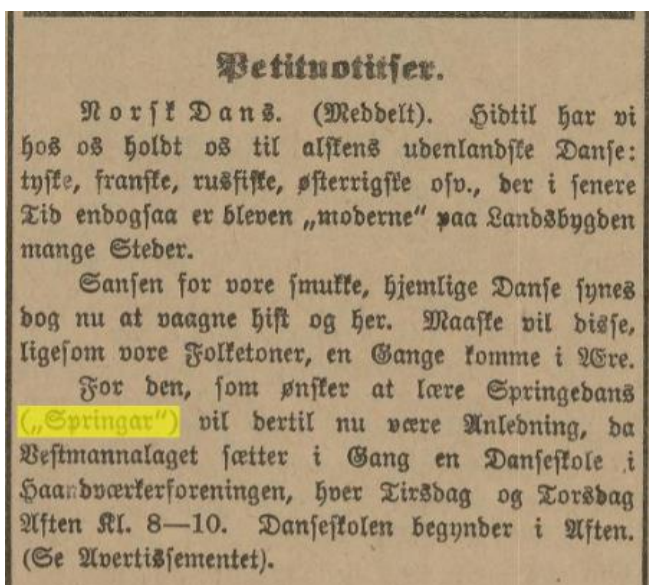 Petitnotitser.
Norsk Dans. (Meddelt). Hidtil har vi
hos os holdt os til alskens udenlandske Danse:
tyske, franske, russiske, østerrigske osv., der i senere
Tid endogsaa er bleven „moderne“ paa Landsbygden
mange Steder.
Sansen for vore smukke, hjemlige Danse synes
dog nu at vaagne hist og her. Maaske vil disse,
ligesom vore Folketoner, en Gange komme i Ære.
For den, som ønsker at lære Springedans
(„Springar“) vil dertil nu være Anledning, da
Vestmannalaget sætter i Gang en Danseskole i
Haandværkerforeningen, hver Tirsdag og Torsdag
Aften Kl. 8—10. Danseskolen begynder i Aften.
(Se Avertissementet).